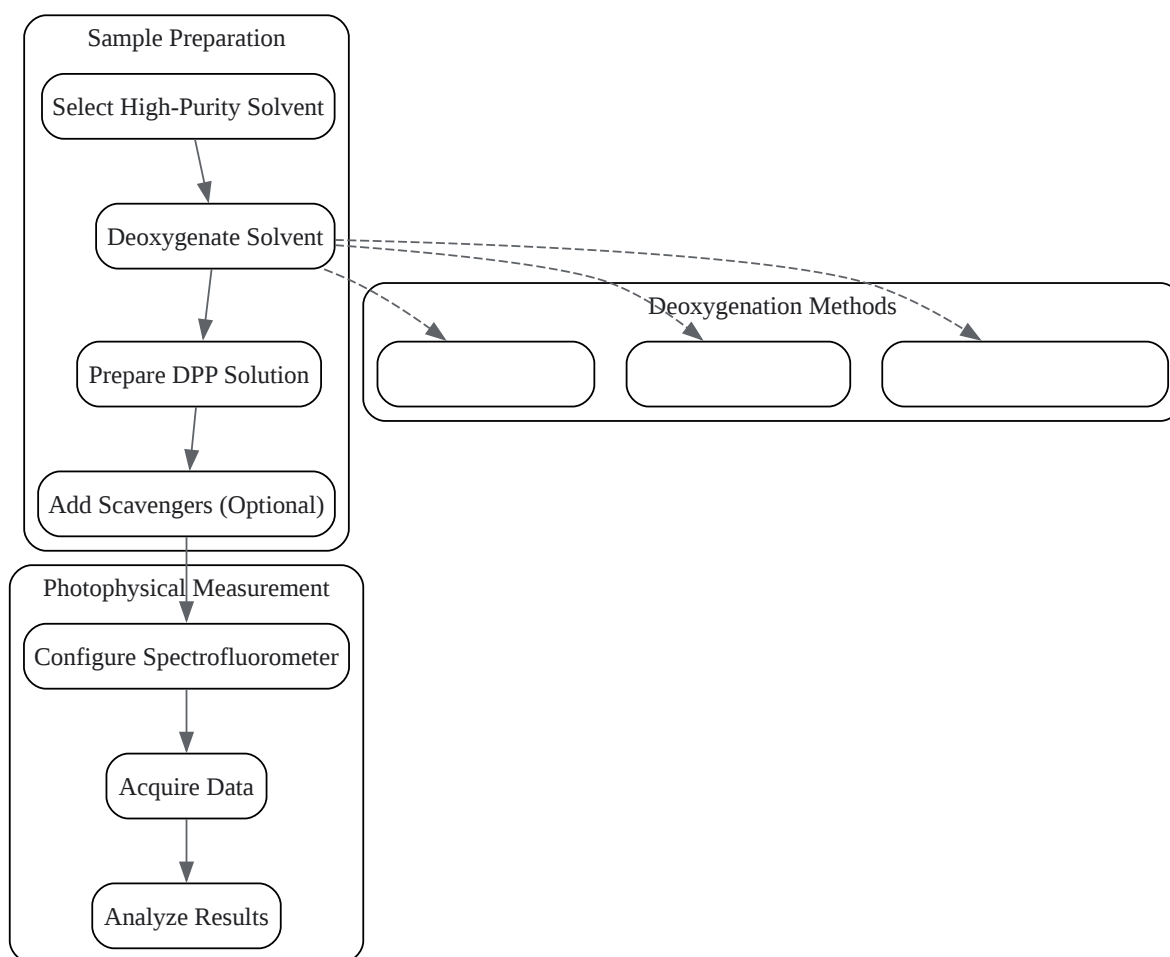 Sample Preparation
Select High-Purity Solvent
Deoxygenate Solvent
Deoxygenation Methods
Prepare DPP Solution
Add Scavengers (Optional)
Photophysical Measurement
Configure Spectrofluorometer
Acquire Data
Analyze Results